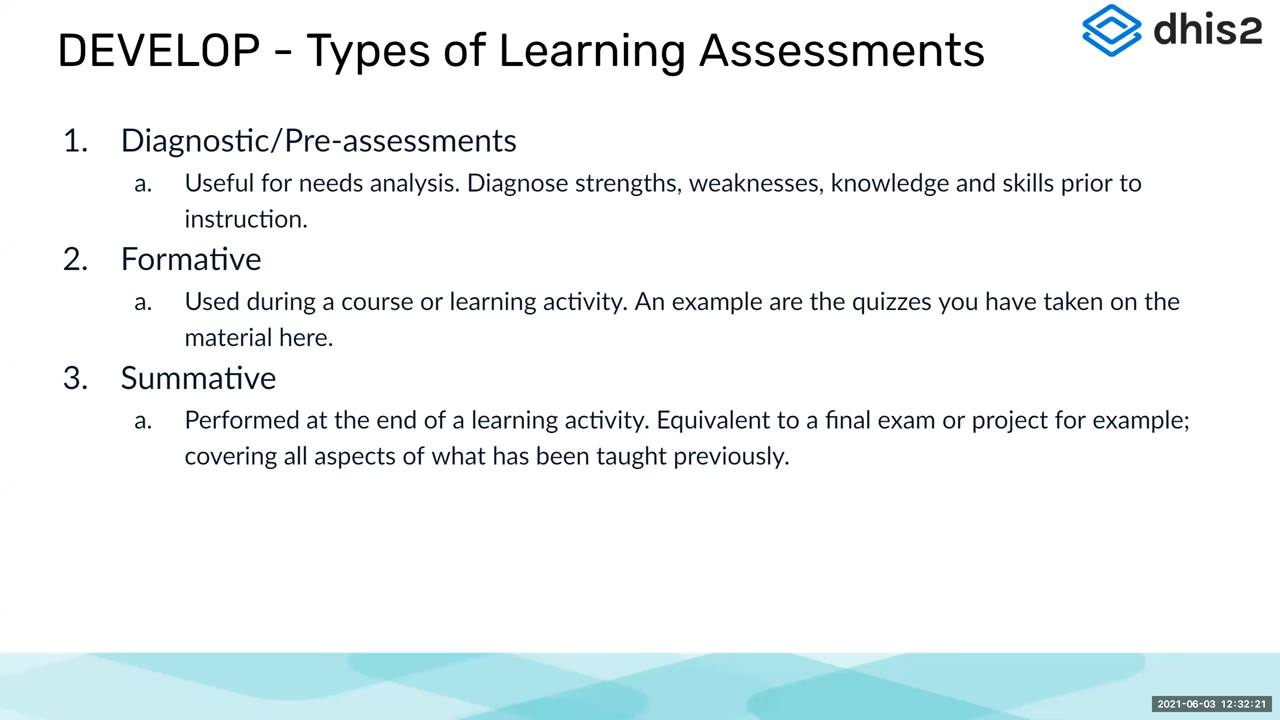 DEVELOP - Types of Learning Assessments
dhis2
1. Diagnostic/Pre-assessments
a. Useful for needs analysis. Diagnose strengths, weaknesses, knowledge and skills prior to
instruction.
2. Formative
a. Used during a course or learning activity. An example are the quizzes you have taken on the
material here.
3. Summative
a. Performed at the end of a learning activity. Equivalent to a final exam or project for example;
covering all aspects of what has been taught previously.
2021-06-03 12:32:21